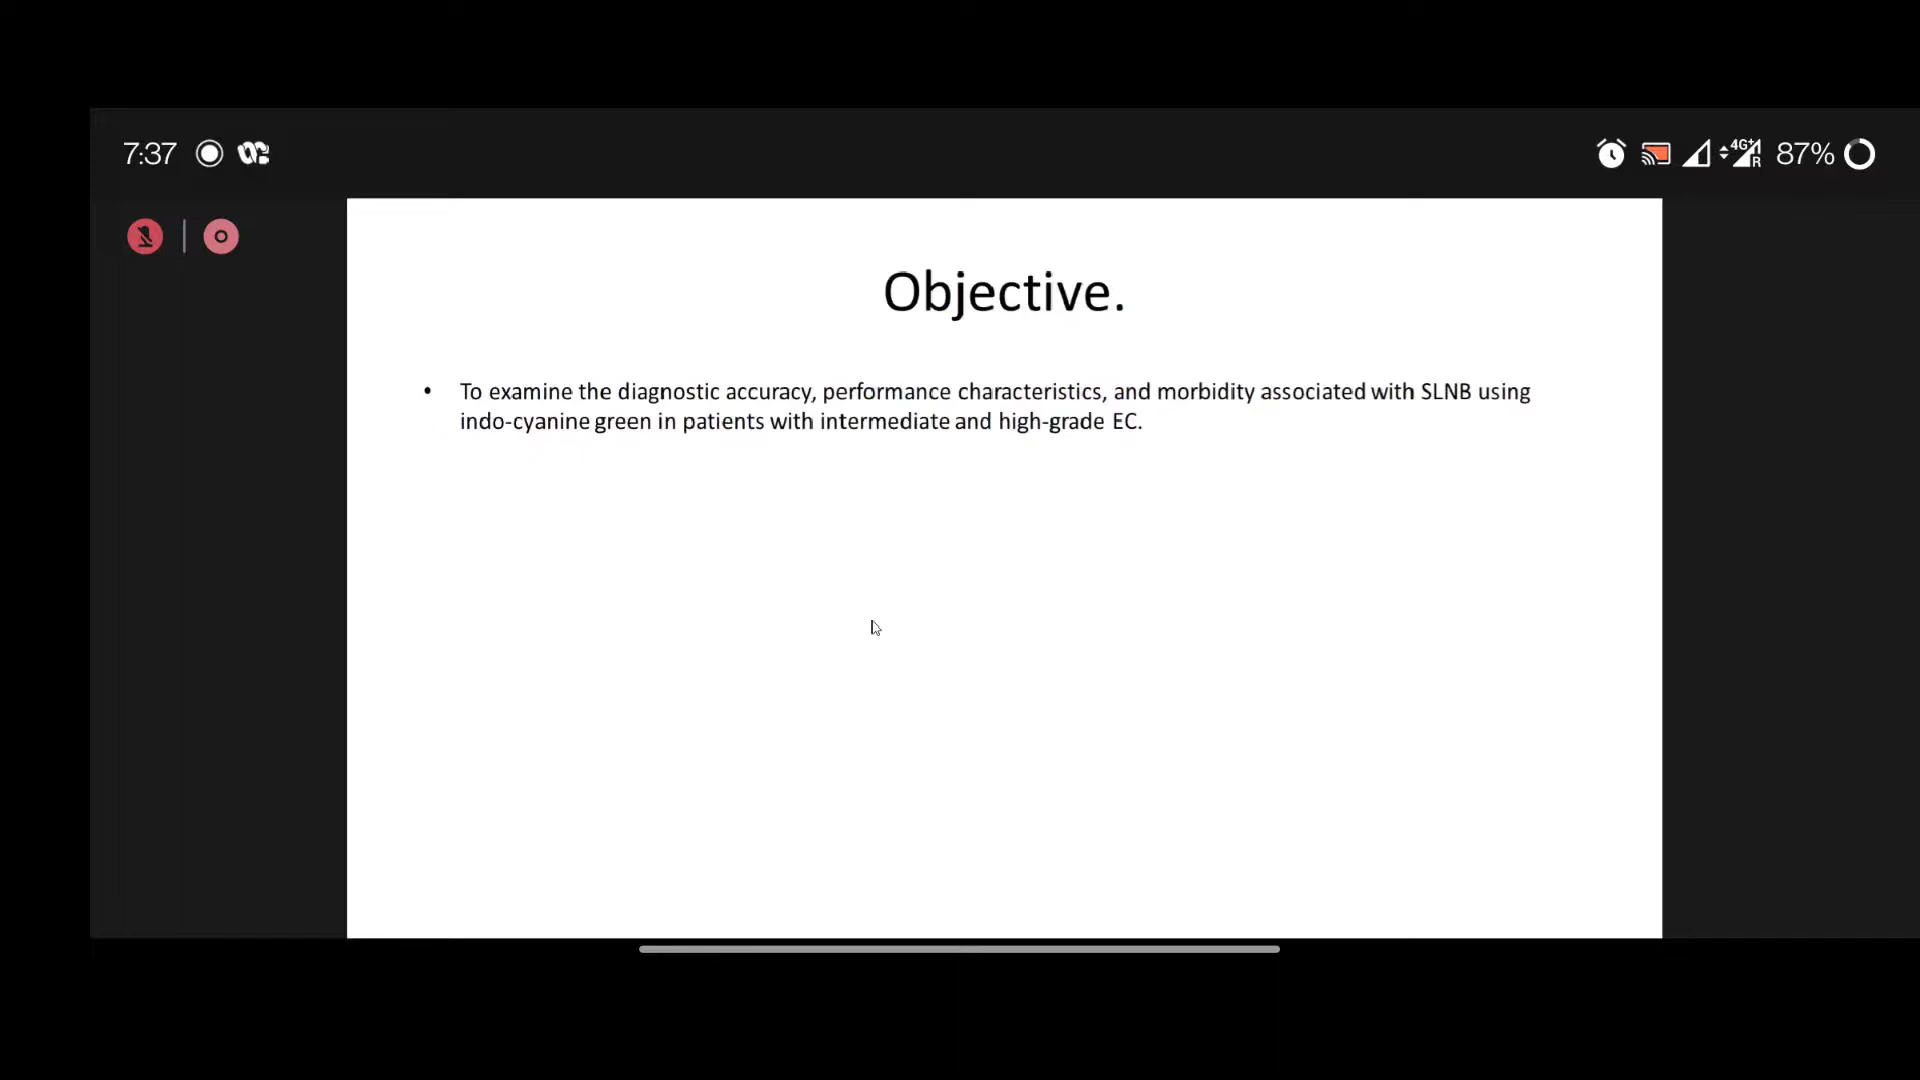 7:37
4G+
R
87%
Objective.
• To examine the diagnostic accuracy, performance characteristics, and morbidity associated with SLNB using
indo-cyanine green in patients with intermediate and high-grade EC.